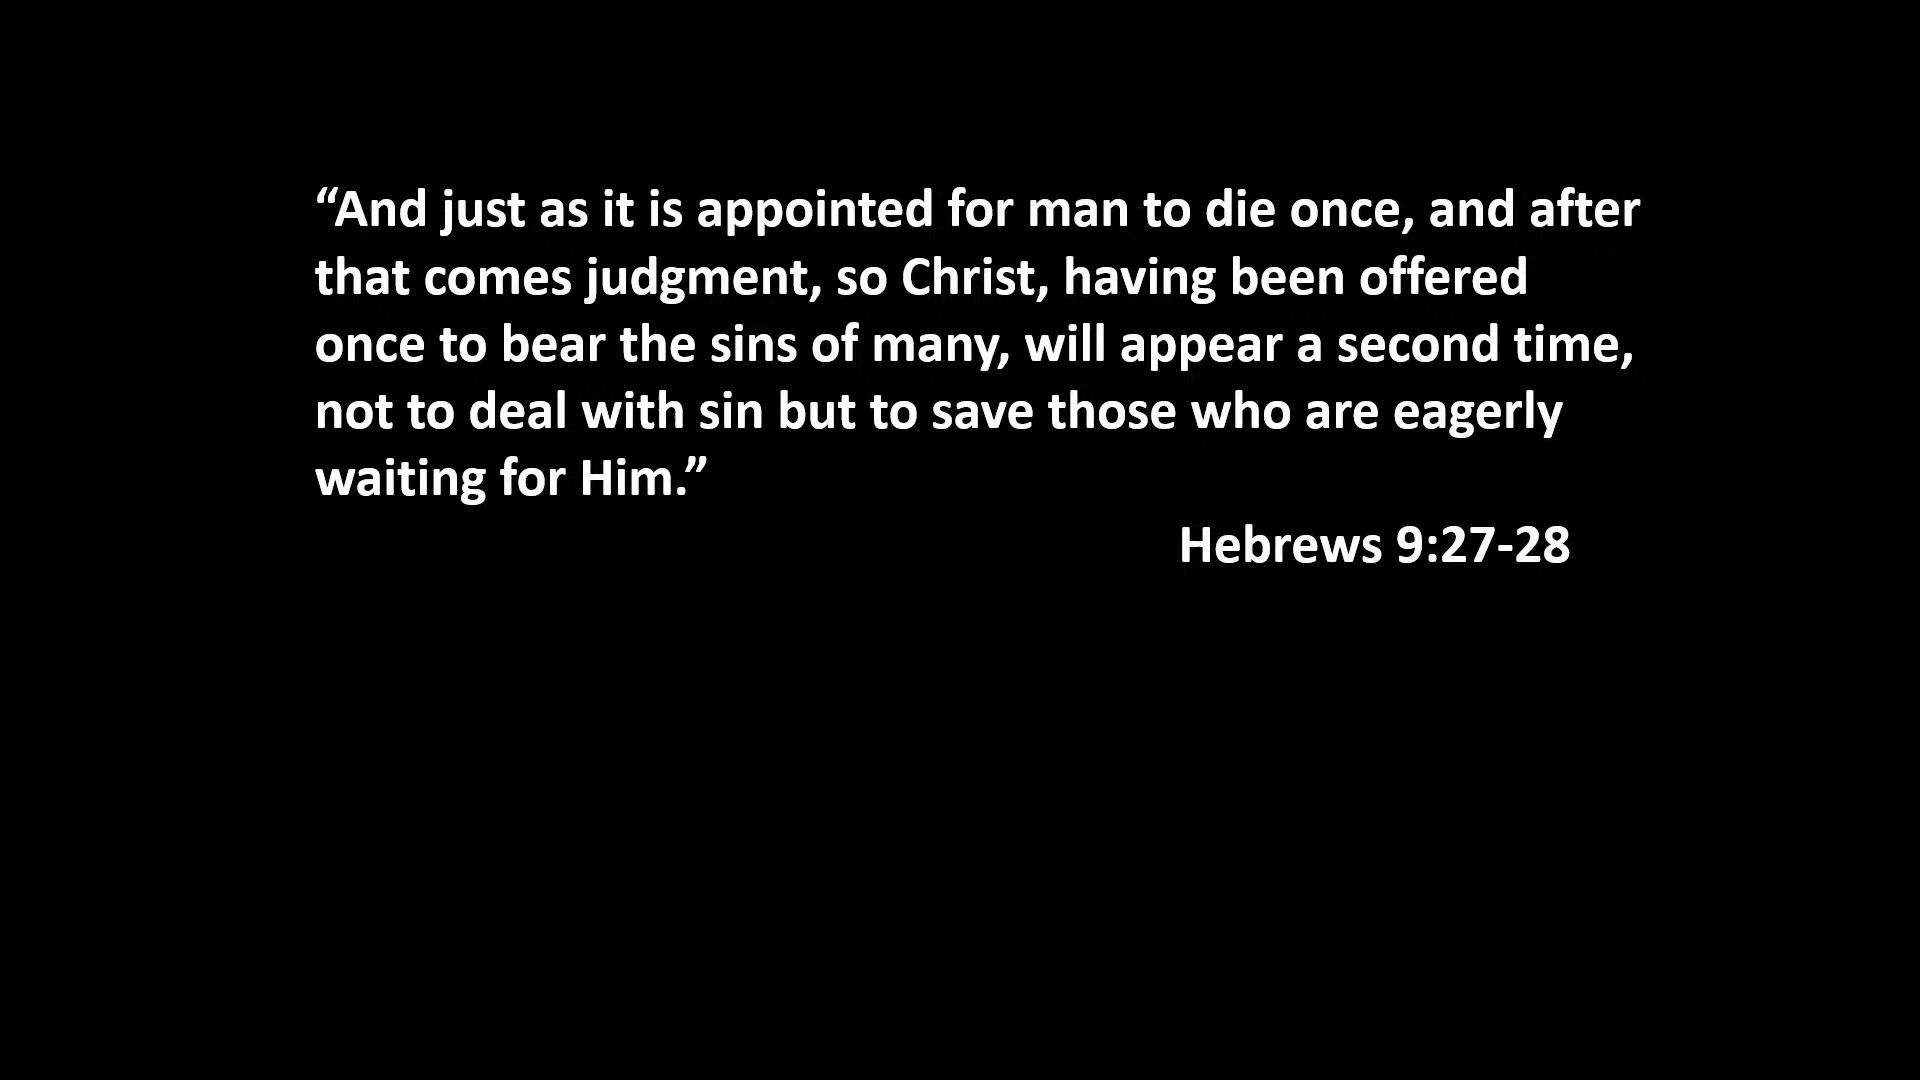 “And just as it is appointed for man to die once, and after
that comes judgment, so Christ, having been offered
once to bear the sins of many, will appear a second time,
not to deal with sin but to save those who are eagerly
waiting for Him.”
Hebrews 9:27-28